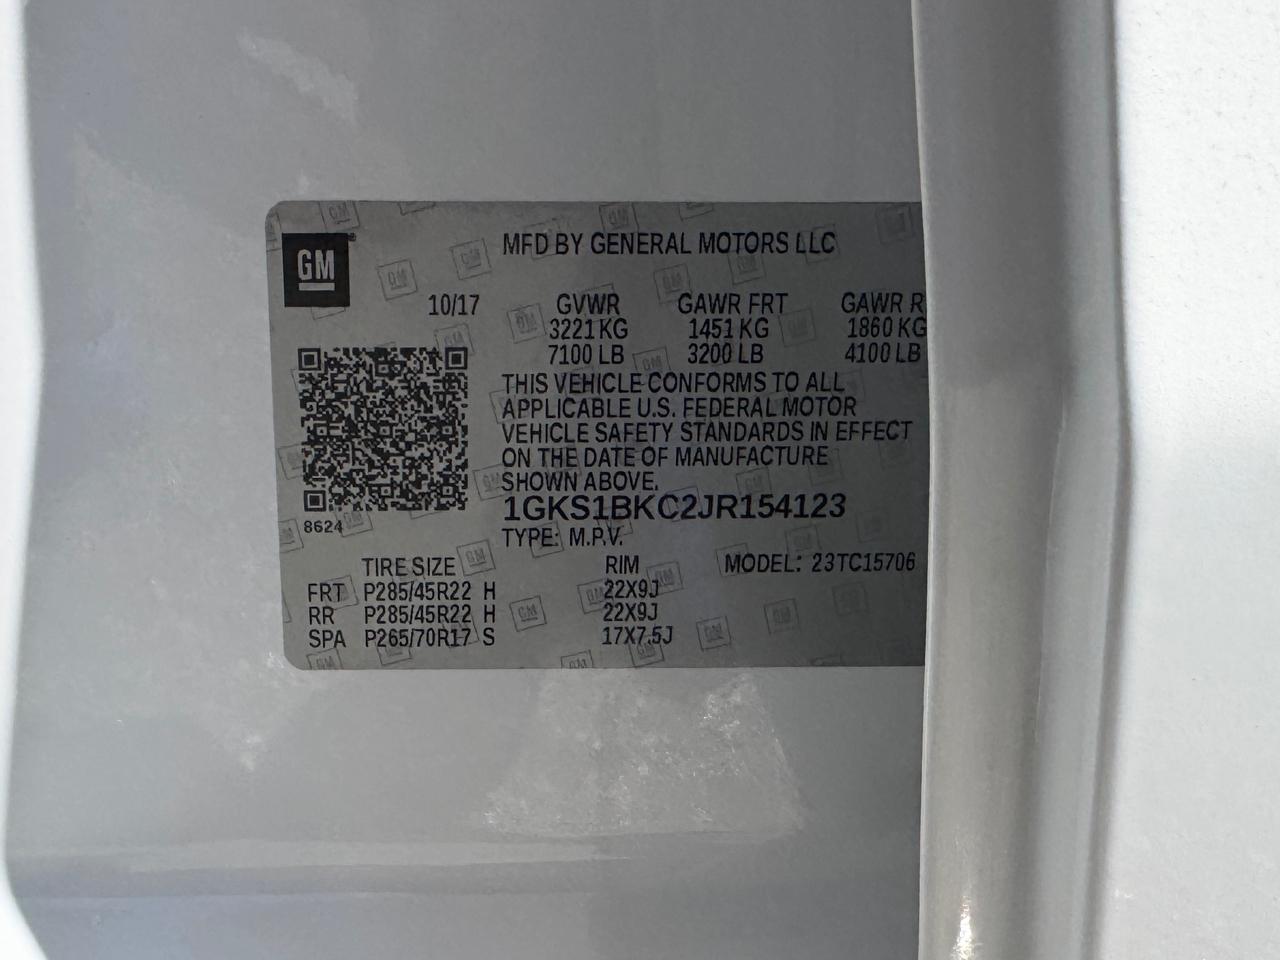 GM
MFD BY GENERAL MOTORS LLC
10/17 GVWR GAWR FRT GAWR R
3221 KG 1451 KG 1860 KG
7100 LB 3200 LB 4100 LB
THIS VEHICLE CONFORMS TO ALL
APPLICABLE U.S. FEDERAL MOTOR
VEHICLE SAFETY STANDARDS IN EFFECT
ON THE DATE OF MANUFACTURE
SHOWN ABOVE.
1GKS1BKC2JR154123
8624
TYPE: M.P.V.
TIRE SIZE RIM MODEL: 23TC15706
FRT P285/45R22 H 22X9J
RR P285/45R22 H 22X9J
SPA P265/70R17 S 17X7.5J